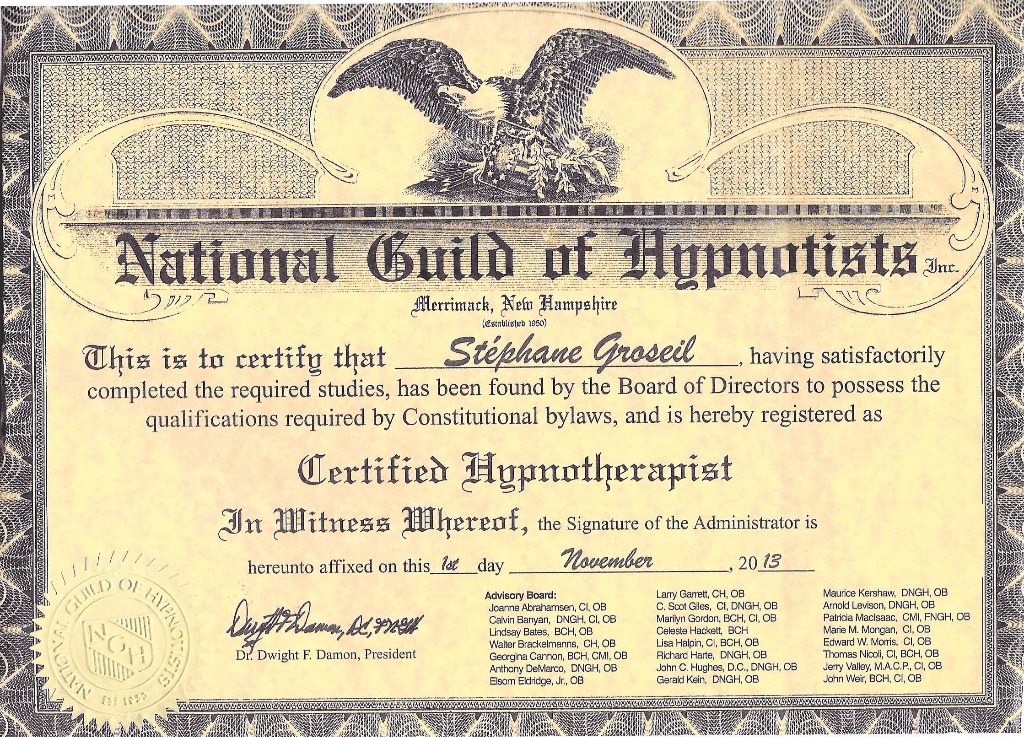 National Guild of Hypnotists Inc.
Merrimack, New Hampshire
(Established 1950)
This is to certify that Stéphane Groseil, having satisfactorily
completed the required studies, has been found by the Board of Directors to possess the
qualifications required by Constitutional bylaws, and is hereby registered as
Certified Hypnotherapist
In Witness Whereof, the Signature of the Administrator is
hereunto affixed on this 1st day November, 2013
Dwight F Damon, DC, FNGH
Dr. Dwight F. Damon, President
NATIONAL GUILD OF HYPNOTISTS
NGH
EST 1950
Advisory Board:
Joanne Abrahamsen, CI, OB
Calvin Banyan, DNGH, CI, OB
Lindsay Bates, BCH, OB
Walter Brackelmanns, CH, OB
Georgina Cannon, BCH, CMI, OB
Anthony DeMarco, DNGH, OB
Elsom Eldridge, Jr., OB
Larry Garrett, CH, OB
C. Scot Giles, CI, DNGH, OB
Marilyn Gordon, BCH, CI, OB
Celeste Hackett, BCH
Lisa Halpin, CI, BCH, OB
Richard Harte, DNGH, OB
John C. Hughes, D.C., DNGH, OB
Gerald Kein, DNGH, OB
Maurice Kershaw, DNGH, OB
Arnold Levison, DNGH, OB
Patricia MacIsaac, CMI, FNGH, OB
Marie M. Mongan, CI, OB
Edward W. Morris, CI, OB
Thomas Nicoli, CI, BCH, OB
Jerry Valley, M.A.C.P., CI, OB
John Weir, BCH, CI, OB